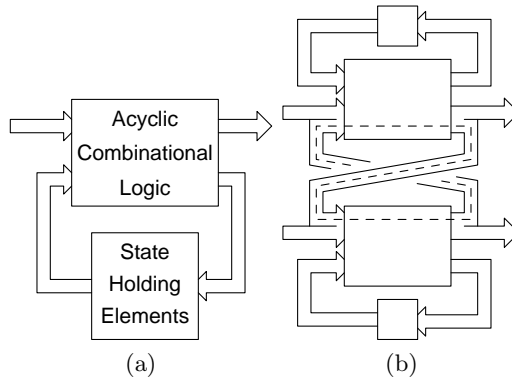 Acyclic
Combinational
Logic
State
Holding
Elements
(a)
(b)